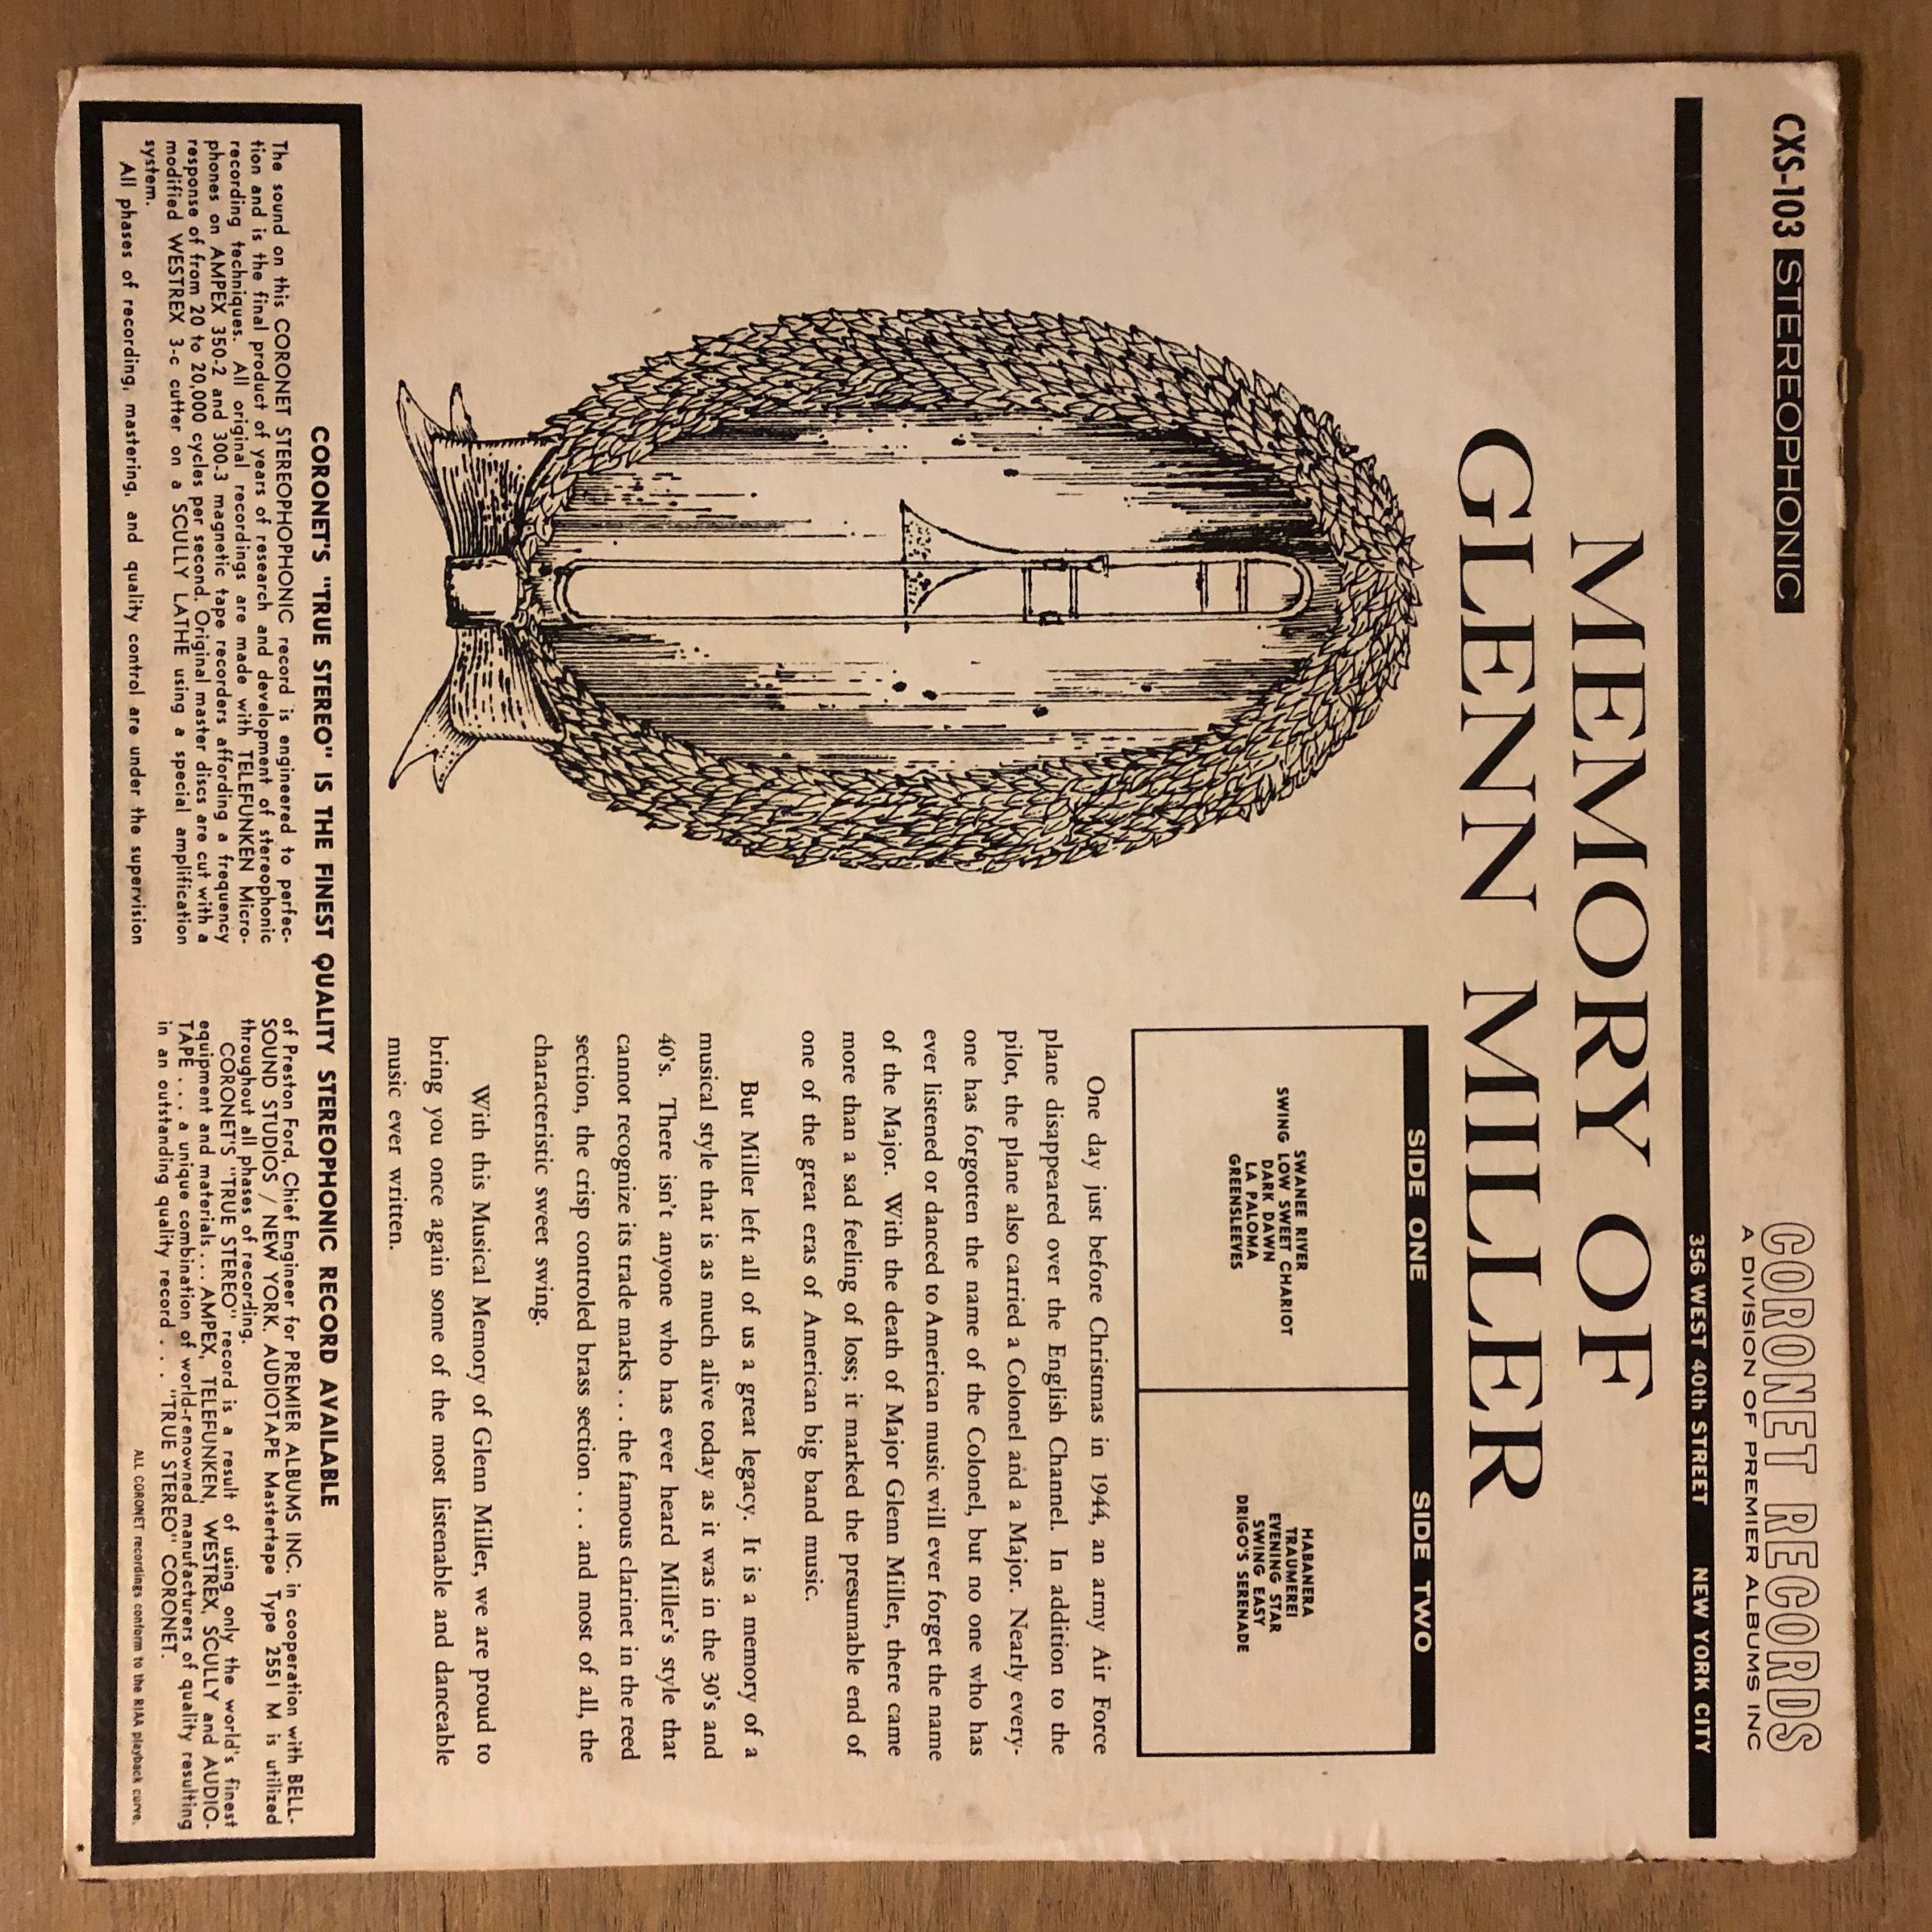 CXS-103 STEREOPHONIC
CORONET RECORDS
A DIVISION OF PREMIER ALBUMS INC
356 WEST 40th STREET NEW YORK CITY
MEMORY OF
GLENN MILLER
SIDE ONE
SWANEE RIVER
SWING LOW SWEET CHARIOT
DARK DAWN
LA PALOMA
GREENSLEEVES
SIDE TWO
HABANERA
TRAUMEREI
EVENING STAR
SWING EASY
DRIGO'S SERENADE
One day just before Christmas in 1944, an army Air Force
plane disappeared over the English Channel. In addition to the
pilot, the plane also carried a Colonel and a Major. Nearly every-
one has forgotten the name of the Colonel, but no one who has
ever listened or danced to American music will ever forget the name
of the Major. With the death of Major Glenn Miller, there came
more than a sad feeling of loss; it marked the presumable end of
one of the great eras of American big band music.
But Miller left all of us a great legacy. It is a memory of a
musical style that is as much alive today as it was in the 30's and
40's. There isn't anyone who has ever heard Miller's style that
cannot recognize its trade marks . . . the famous clarinet in the reed
section, the crisp controled brass section . . . and most of all, the
characteristic sweet swing.
With this Musical Memory of Glenn Miller, we are proud to
bring you once again some of the most listenable and danceable
music ever written.
CORONET'S "TRUE STEREO" IS THE FINEST QUALITY STEREOPHONIC RECORD AVAILABLE
The sound on this CORONET STEREOPHOPHONIC record is engineered to perfec-
tion and is the final product of years of research and development of stereophonic
recording techniques. All original recordings are made with TELEFUNKEN Micro-
phones on AMPEX 350-2 and 300-3 magnetic tape recorders affording a frequency
response of from 20 to 20,000 cycles per second. Original master discs are cut with a
modified WESTREX 3-c cutter on a SCULLY LATHE using a special amplification
system.
All phases of recording, mastering, and quality control are under the supervision
of Preston Ford, Chief Engineer for PREMIER ALBUMS INC. in cooperation with BELL-
SOUND STUDIOS / NEW YORK. AUDIOTAPE Mastertape Type 2551 M is utilized
throughout all phases of recording.
CORONET'S "TRUE STEREO" record is a result of using only the world's finest
equipment and materials . . . AMPEX, TELEFUNKEN, WESTREX, SCULLY and AUDIO-
TAPE . . . a unique combination of world-renowned manufacturers of quality resulting
in an outstanding quality record . . . "TRUE STEREO" CORONET.
ALL CORONET recordings conform to the RIAA playback curve.
*